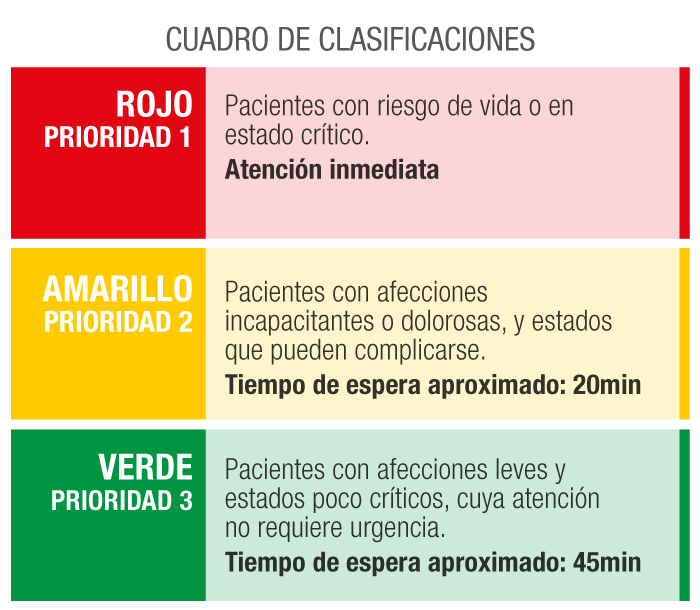 CUADRO DE CLASIFICACIONES
ROJO
PRIORIDAD 1
Pacientes con riesgo de vida o en
estado crítico.
Atención inmediata
AMARILLO
PRIORIDAD 2
Pacientes con afecciones
incapacitantes o dolorosas, y estados
que pueden complicarse.
Tiempo de espera aproximado: 20min
VERDE
PRIORIDAD 3
Pacientes con afecciones leves y
estados poco críticos, cuya atención
no requiere urgencia.
Tiempo de espera aproximado: 45min